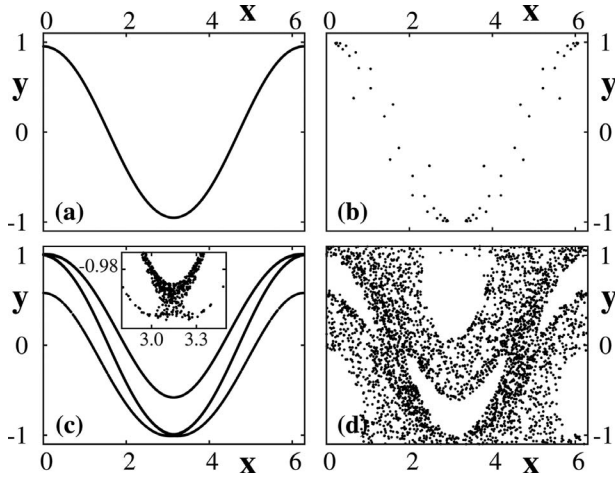 x x
0 2 4 6 0 2 4 6
1 1
y y
0 0
-1 (a) (b) -1
1 1
-0.98
y y
3.0 3.3
0 0
-1 (c) (d) -1
0 2 4 x 6 0 2 4 x 6